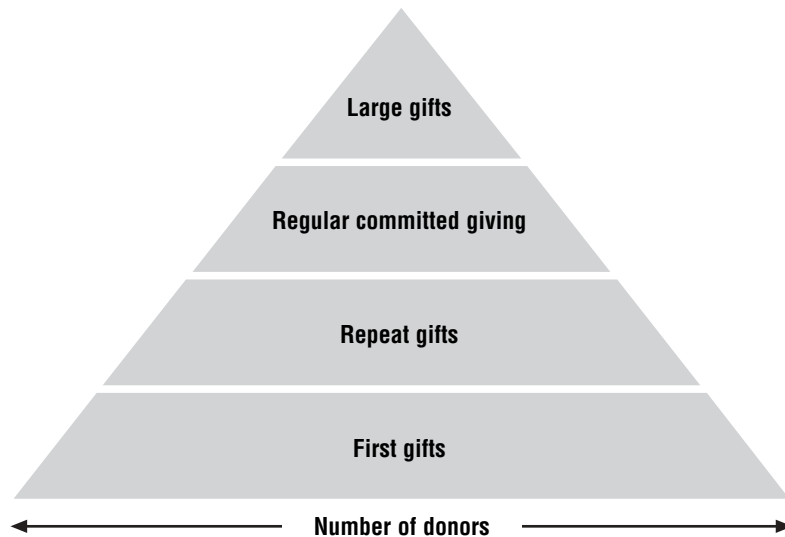 Large gifts
Regular committed giving
Repeat gifts
First gifts
Number of donors